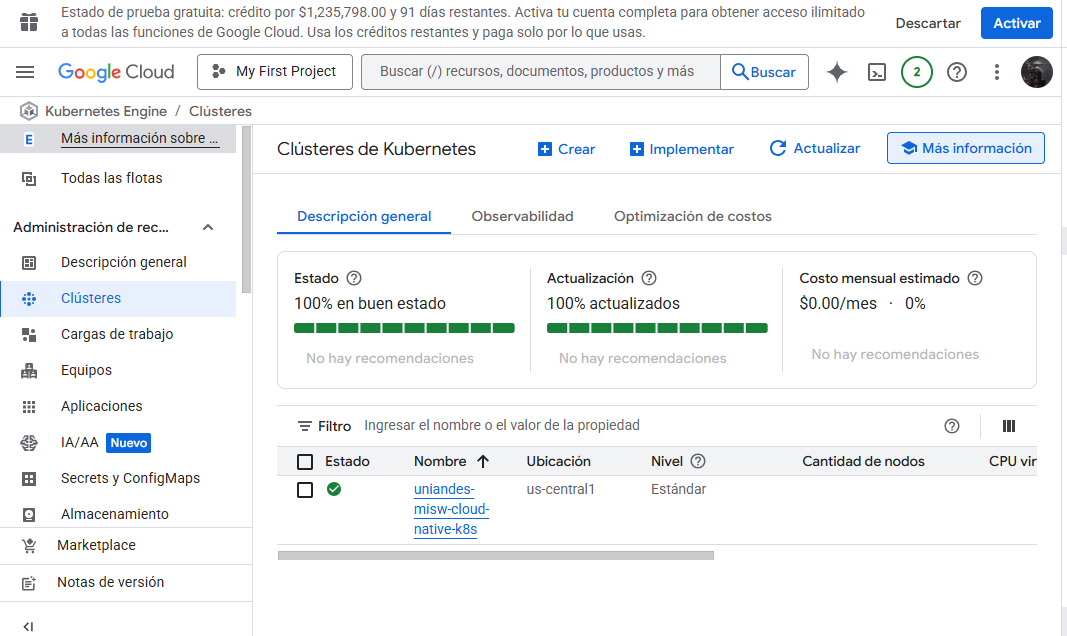 Estado de prueba gratuita: crédito por $1,235,798.00 y 91 días restantes. Activa tu cuenta completa para obtener acceso ilimitado
a todas las funciones de Google Cloud. Usa los créditos restantes y paga solo por lo que usas.
Descartar
Activar
Google Cloud
My First Project
Buscar (/) recursos, documentos, productos y más
Buscar
2
Kubernetes Engine / Clústeres
E
Más información sobre ...
Todas las flotas
Administración de rec...
Descripción general
Clústeres
Cargas de trabajo
Equipos
Aplicaciones
IA/AA Nuevo
Secrets y ConfigMaps
Almacenamiento
Marketplace
Notas de versión
Clústeres de Kubernetes
Crear
Implementar
Actualizar
Más información
Descripción general
Observabilidad
Optimización de costos
Estado
100% en buen estado
No hay recomendaciones
Actualización
100% actualizados
No hay recomendaciones
Costo mensual estimado
$0.00/mes · 0%
No hay recomendaciones
Filtro
Ingresar el nombre o el valor de la propiedad
Estado Nombre Ubicación Nivel Cantidad de nodos CPU vir
uniandes-
misw-cloud-
native-k8s
us-central1
Estándar